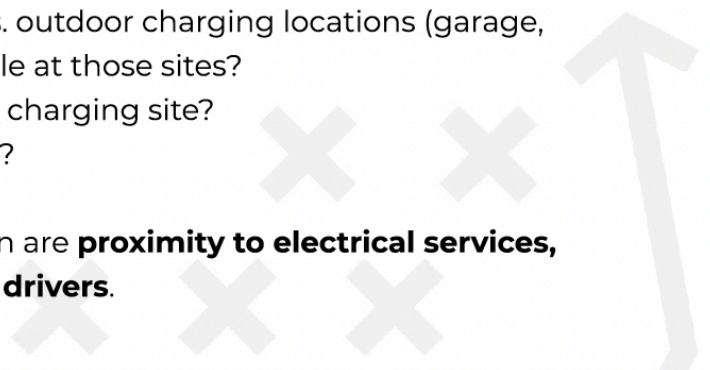 . outdoor charging locations (garage,
le at those sites?
charging site?
?
n are proximity to electrical services,
drivers.